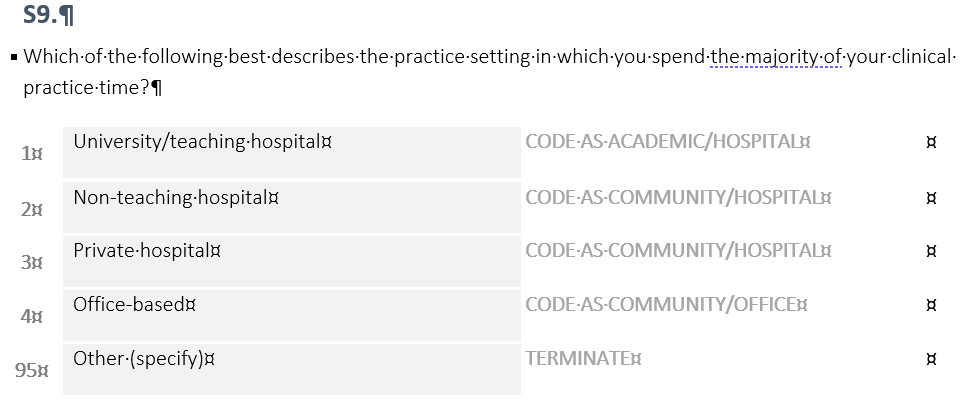 S9.¶
▪ Which·of·the·following·best·describes·the·practice·setting·in·which·you·spend·the·majority·of·your·clinical·
practice·time?¶
1¤ University/teaching·hospital¤ CODE·AS·ACADEMIC/HOSPITAL¤ ¤
2¤ Non-teaching·hospital¤ CODE·AS·COMMUNITY/HOSPITAL¤ ¤
3¤ Private·hospital¤ CODE·AS·COMMUNITY/HOSPITAL¤ ¤
4¤ Office-based¤ CODE·AS·COMMUNITY/OFFICE¤ ¤
95¤ Other·(specify)¤ TERMINATE¤ ¤